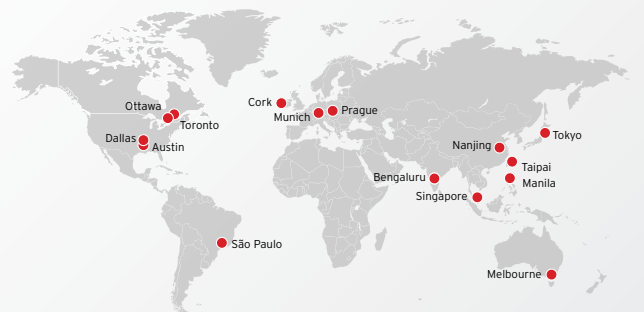 Ottawa
Toronto
Dallas
Austin
São Paulo
Cork
Munich
Prague
Bengaluru
Singapore
Nanjing
Tokyo
Taipai
Manila
Melbourne